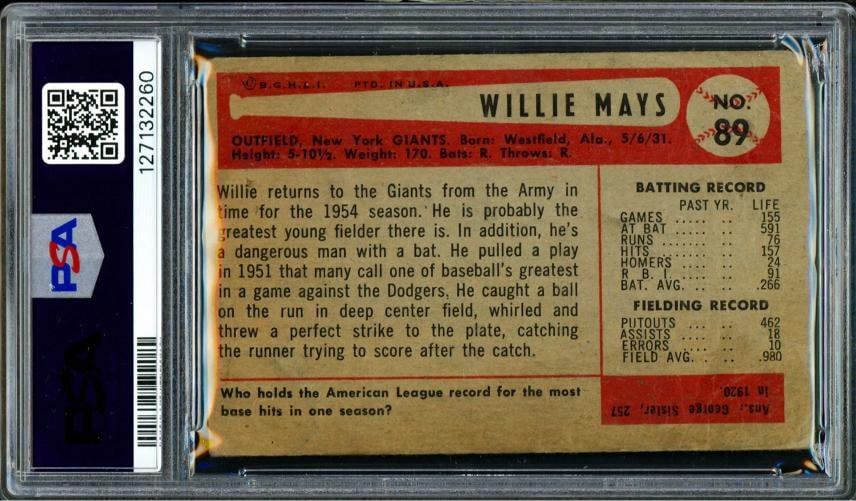 PSA
127132260
PSA
© B.G.H.L.I. PTD. IN U.S.A.
WILLIE MAYS
NO.
89
OUTFIELD, New York GIANTS. Born: Westfield, Ala., 5/6/31.
Height: 5-10½. Weight: 170. Bats: R. Throws: R.
Willie returns to the Giants from the Army in
time for the 1954 season. He is probably the
greatest young fielder there is. In addition, he's
a dangerous man with a bat. He pulled a play
in 1951 that many call one of baseball's greatest
in a game against the Dodgers. He caught a ball
on the run in deep center field, whirled and
threw a perfect strike to the plate, catching
the runner trying to score after the catch.
BATTING RECORD
PAST YR. LIFE
GAMES ..... .. 155
AT BAT ..... .. 591
RUNS ..... .. 76
HITS ..... .. 157
HOMERS .... .. 24
R. B. I. .... .. 91
BAT. AVG. .. .. .266
FIELDING RECORD
PUTOUTS .... .. 462
ASSISTS .... .. 18
ERRORS .... .. 10
FIELD AVG. .. .. .980
Who holds the American League record for the most
base hits in one season?
Ans.: George Sisler, 257
in 1920.